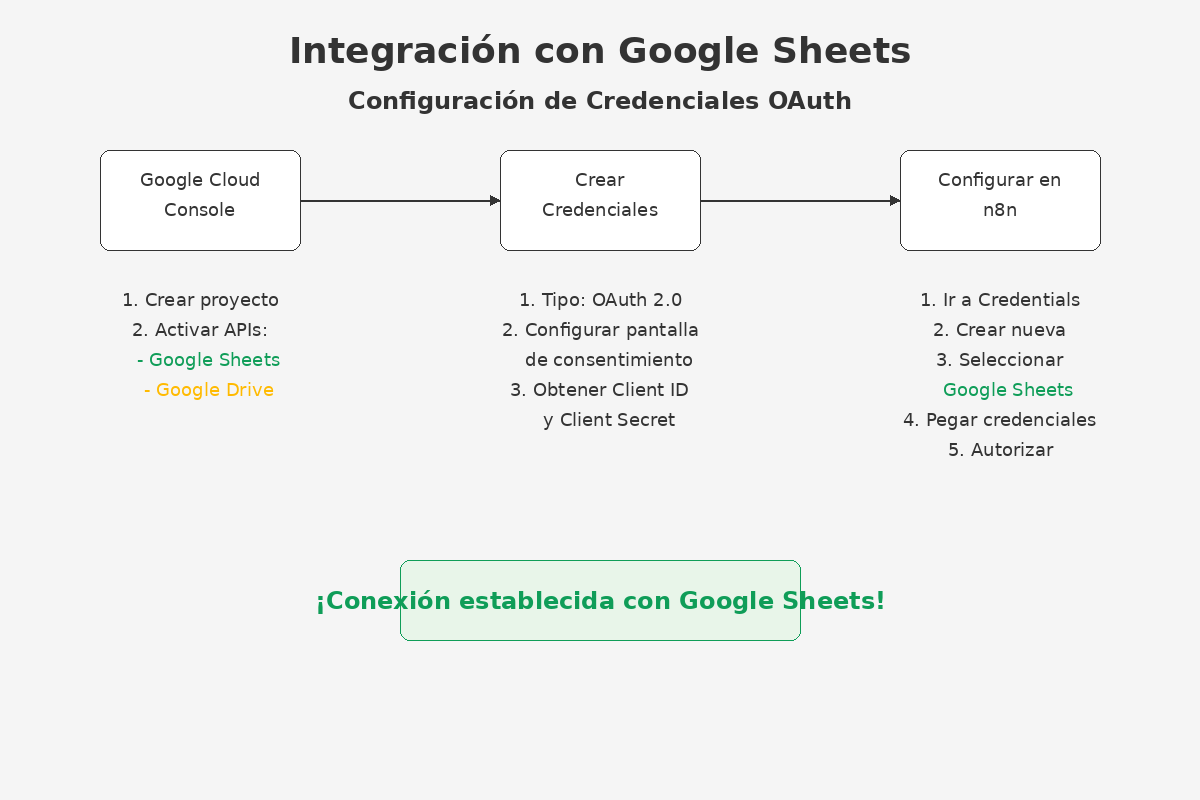 Integración con Google Sheets
Configuración de Credenciales OAuth
Google Cloud
Console
Crear
Credenciales
Configurar en
n8n
1. Crear proyecto
2. Activar APIs:
- Google Sheets
- Google Drive
1. Tipo: OAuth 2.0
2. Configurar pantalla
de consentimiento
3. Obtener Client ID
y Client Secret
1. Ir a Credentials
2. Crear nueva
3. Seleccionar
Google Sheets
4. Pegar credenciales
5. Autorizar
¡Conexión establecida con Google Sheets!